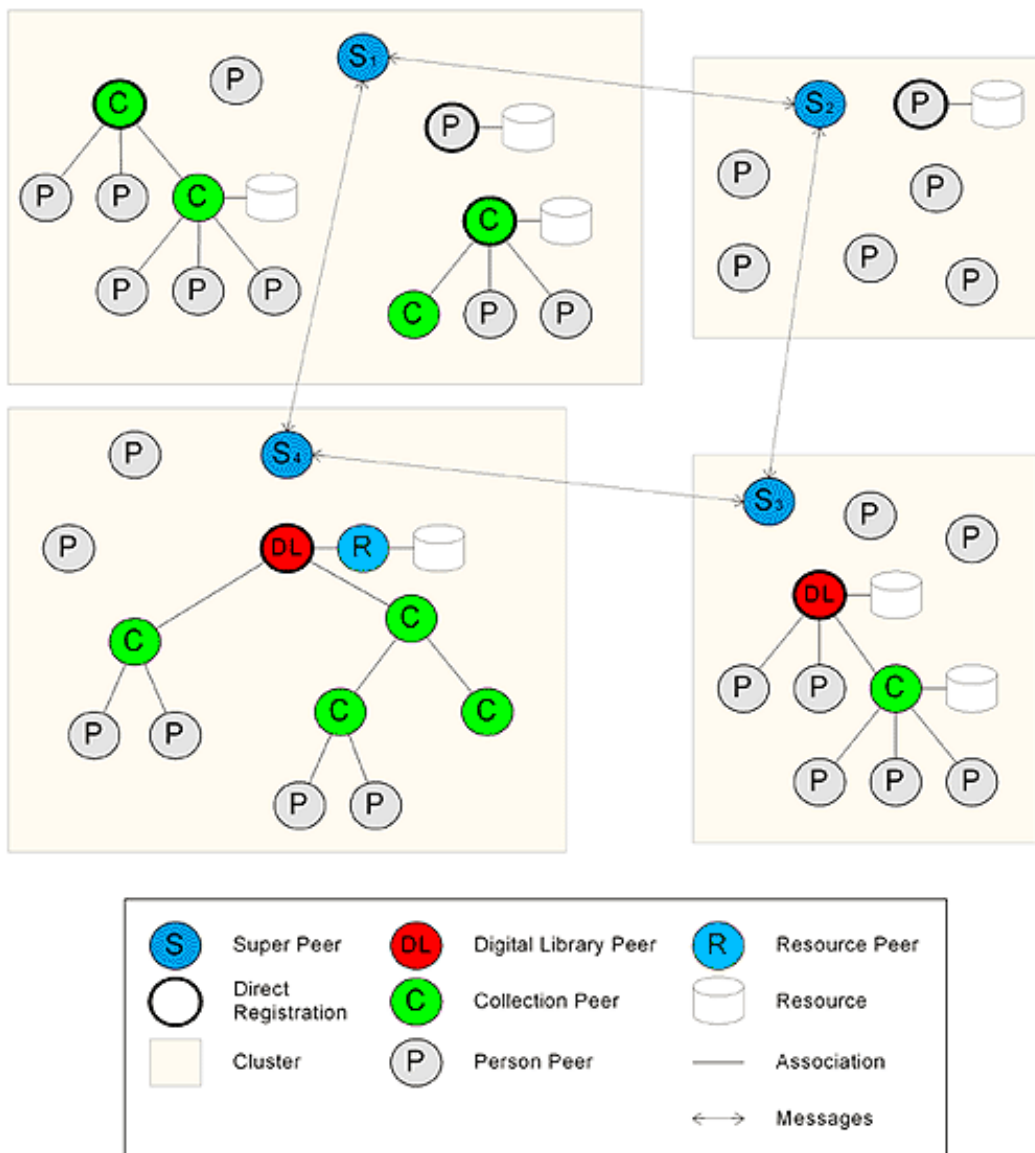 S1
P
C
P
P P C
C
P P P
C P P
S2 P
P
P
P
P
P
P S4
P DL R
C
C
C C
P P
P P
S3 P
P
DL
P P C
P P P
S Super Peer
Direct
Registration
Cluster
DL Digital Library Peer
C Collection Peer
P Person Peer
R Resource Peer
Resource
Association
Messages